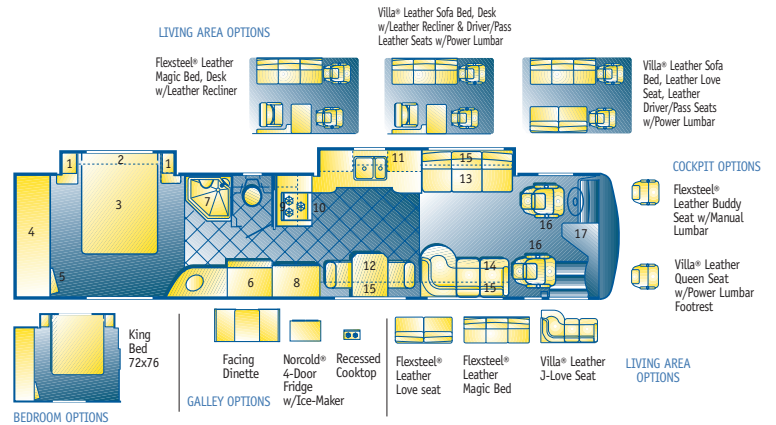 LIVING AREA OPTIONS
Flexsteel® Leather
Magic Bed, Desk
w/Leather Recliner
Villa® Leather Sofa Bed, Desk
w/Leather Recliner & Driver/Pass
Leather Seats w/Power Lumbar
Villa® Leather Sofa
Bed, Leather Love
Seat, Leather
Driver/Pass Seats
w/Power Lumbar
1
2
1
3
4
5
7
9
10
11
15
13
16
17
16
6
8
12
15
14
15
COCKPIT OPTIONS
Flexsteel®
Leather Buddy
Seat w/Manual
Lumbar
Villa® Leather
Queen Seat
w/Power Lumbar
Footrest
King
Bed
72x76
BEDROOM OPTIONS
Facing
Dinette
Norcold®
4-Door
Fridge
w/Ice-Maker
Recessed
Cooktop
GALLEY OPTIONS
Flexsteel®
Leather
Love seat
Flexsteel®
Leather
Magic Bed
Villa® Leather
J-Love Seat
LIVING AREA
OPTIONS